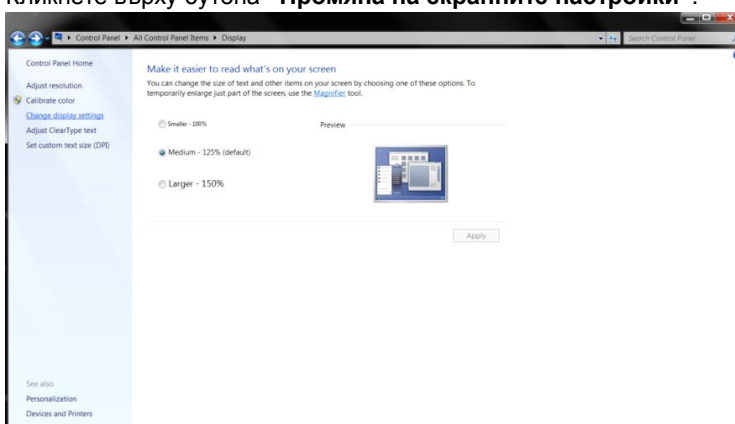 Кликнете върху бутона "Промяна на екранните настройки".
Control Panel ▸ All Control Panel Items ▸ Display
Search Control Panel
Control Panel Home
Adjust resolution
Calibrate color
Change display settings
Adjust ClearType text
Set custom text size (DPI)
Make it easier to read what's on your screen
You can change the size of text and other items on your screen by choosing one of these options. To
temporarily enlarge just part of the screen, use the Magnifier tool.
Smaller - 100%
Preview
Medium - 125% (default)
Larger - 150%
Apply
See also
Personalization
Devices and Printers